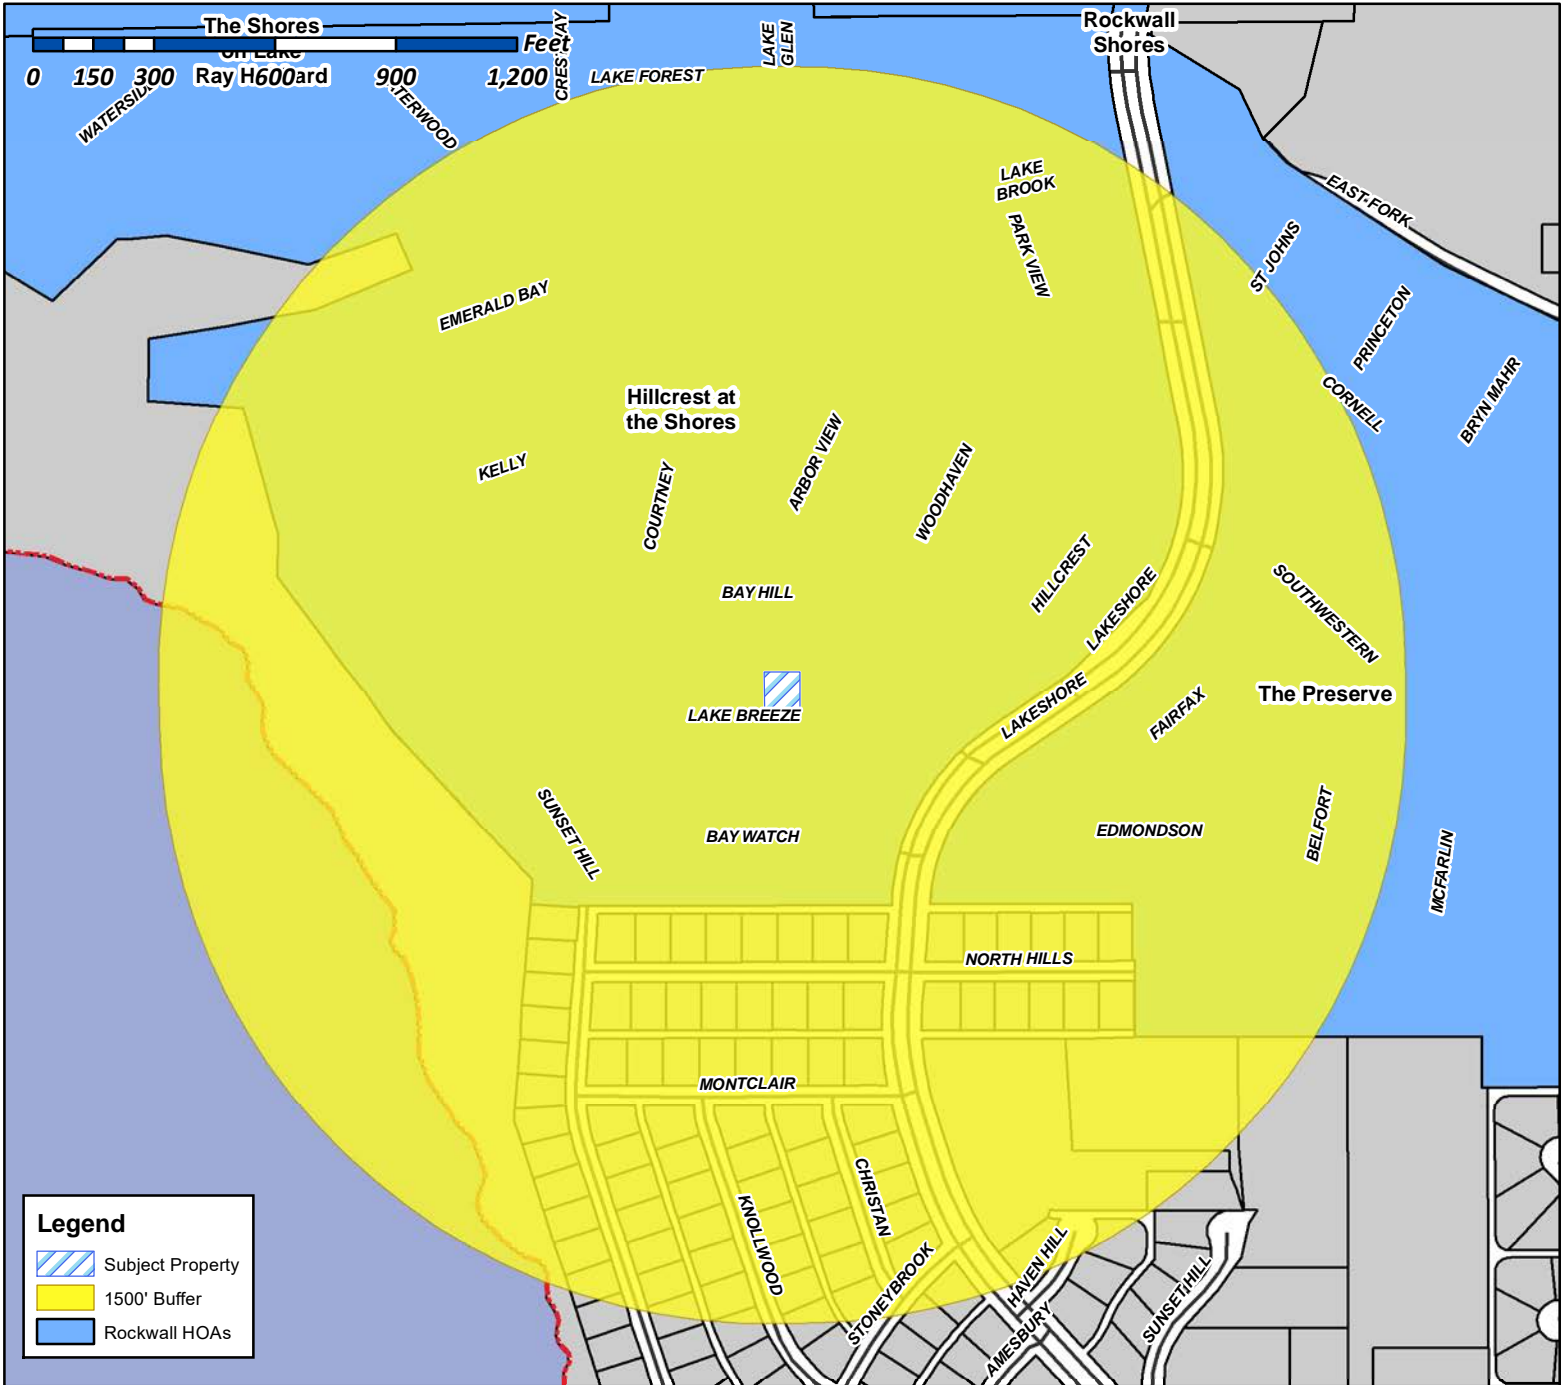 The Shores
on Lake
Ray Hubbard
Feet
0 150 300 600 900 1,200
Rockwall
Shores
LAKE
GLEN
LAKE FOREST
WATERSIDE
LAKE
BROOK
PARK VIEW
EAST FORK
ST JOHNS
PRINCETON
CORNELL
BRYN MAHR
EMERALD BAY
Hillcrest at
the Shores
KELLY
COURTNEY
ARBOR VIEW
WOODHAVEN
BAY HILL
HILLCREST
LAKESHORE
SOUTHWESTERN
LAKESHORE
FAIRFAX
The Preserve
LAKE BREEZE
SUNSET HILL
BAY WATCH
EDMONDSON
BELFORT
MCFARLIN
NORTH HILLS
MONTCLAIR
CHRISTAN
KNOLLWOOD
STONEYBROOK
HAVEN HILL
AMESBURY
SUNSET HILL
Legend
Subject Property
1500' Buffer
Rockwall HOAs